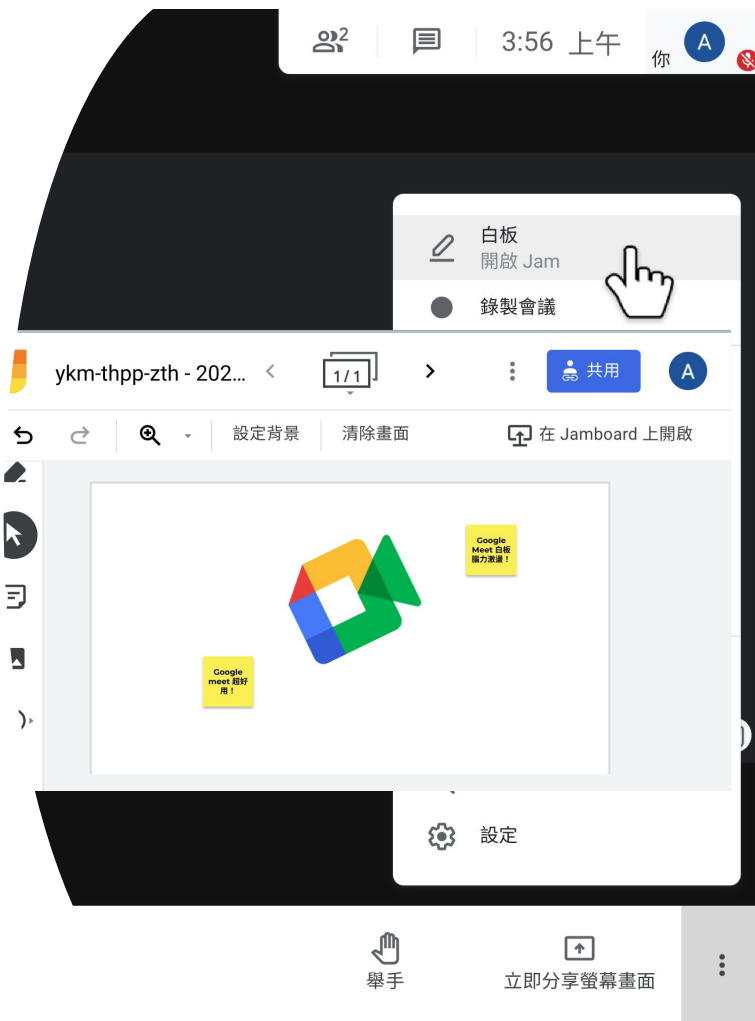 2
3:56 上午
你
A
白板
開啟 Jam
錄製會議
ykm-thpp-zth - 202...
1/1
共用
A
設定背景
清除畫面
在 Jamboard 上開啟
Google
Meet 白板
腦力激盪！
Google
meet 超好
用！
設定
舉手
立即分享螢幕畫面